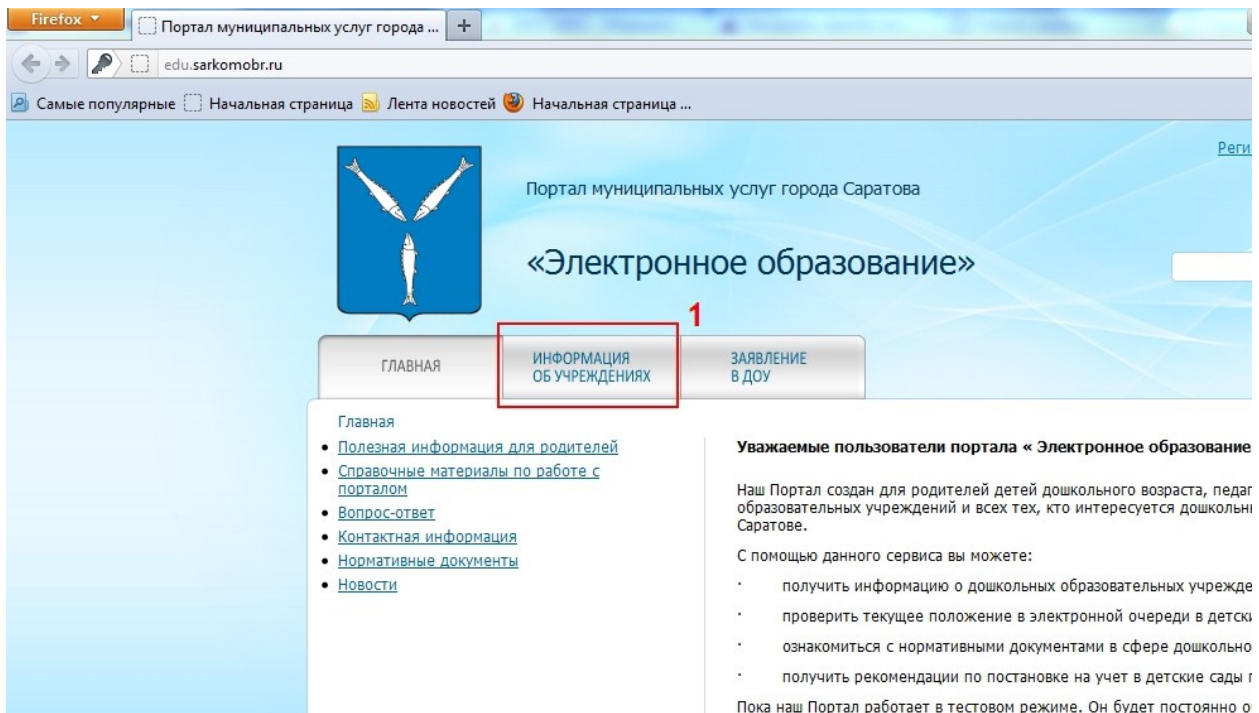 Firefox
Портал муниципальных услуг города ...
edu.sarkomobr.ru
Самые популярные Начальная страница Лента новостей Начальная страница ...
Портал муниципальных услуг города Саратова
«Электронное образование»
1
ГЛАВНАЯ
ИНФОРМАЦИЯ
ОБ УЧРЕЖДЕНИЯХ
ЗАЯВЛЕНИЕ
В ДОУ
Главная
Полезная информация для родителей
Справочные материалы по работе с
порталом
Вопрос-ответ
Контактная информация
Нормативные документы
Новости
Уважаемые пользователи портала « Электронное образование
Наш Портал создан для родителей детей дошкольного возраста,
образовательных учреждений и всех тех, кто интересуется
Саратове.
С помощью данного сервиса вы можете:
получить информацию о дошкольных образовательных
проверить текущее положение в электронной очереди в
ознакомиться с нормативными документами в сфере
получить рекомендации по постановке на учет в детские сады
Пока наш Портал работает в тестовом режиме. Он будет постоянно